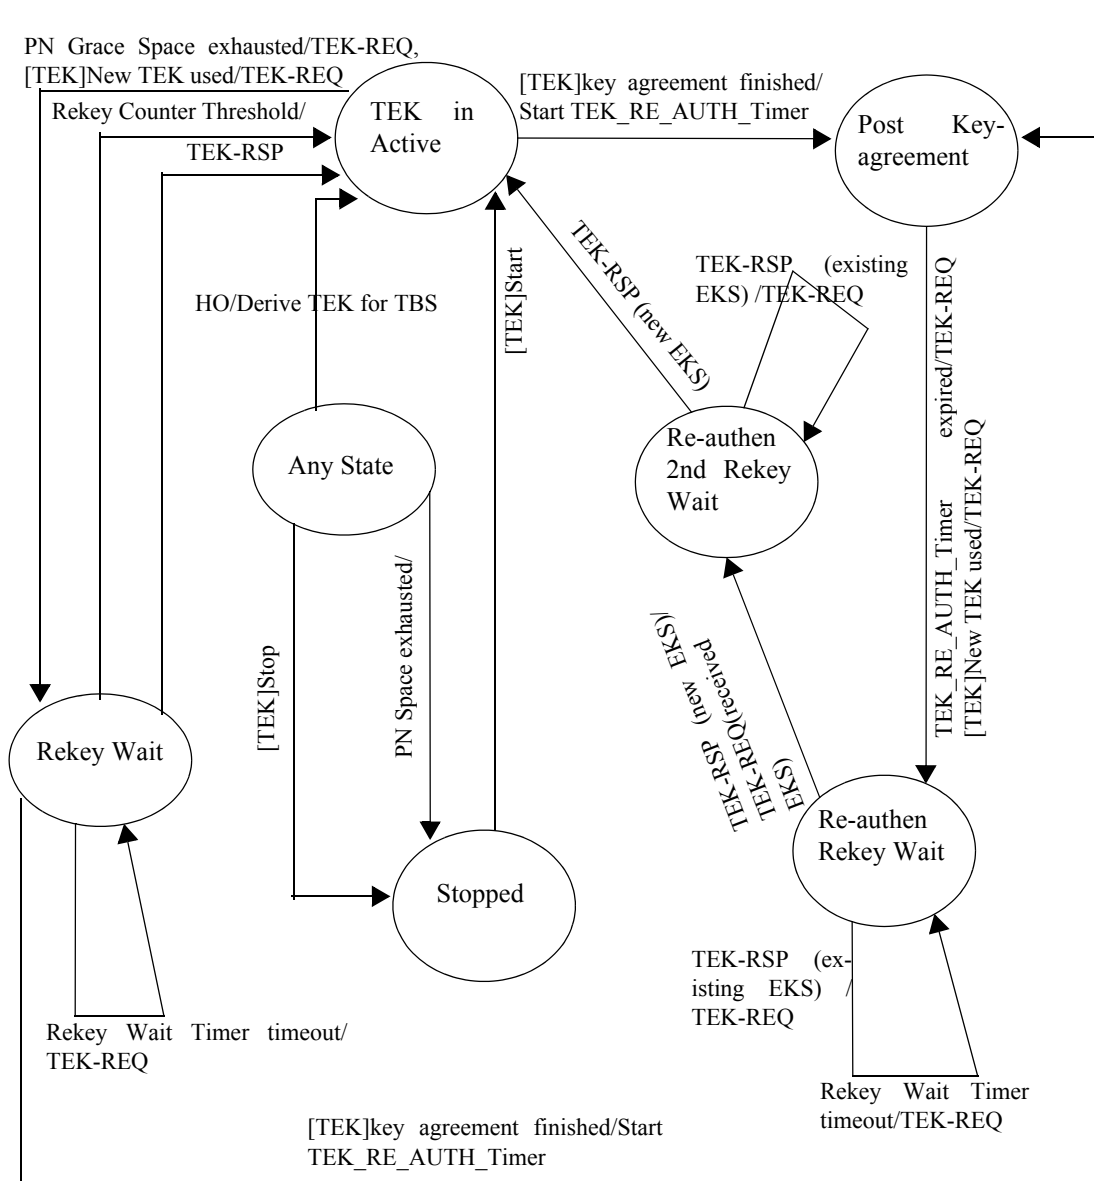 PN Grace Space exhausted/TEK-REQ,
[TEK]New TEK used/TEK-REQ
Rekey Counter Threshold/
TEK-RSP
TEK in
Active
[TEK]key agreement finished/
Start TEK_RE_AUTH_Timer
Post Key-
agreement
HO/Derive TEK for TBS
[TEK]Start
TEK-RSP (new EKS)
TEK-RSP (existing
EKS) /TEK-REQ
TEK_RE_AUTH_Timer expired/TEK-REQ
[TEK]New TEK used/TEK-REQ
Any State
Re-authen
2nd Rekey
Wait
[TEK]Stop
PN Space exhausted/
TEK-RSP (new EKS)/
TEK-REQ(received
EKS)
Rekey Wait
Stopped
Re-authen
Rekey Wait
TEK-RSP (ex-
isting EKS) /
TEK-REQ
Rekey Wait Timer timeout/
TEK-REQ
Rekey Wait Timer
timeout/TEK-REQ
[TEK]key agreement finished/Start
TEK_RE_AUTH_Timer